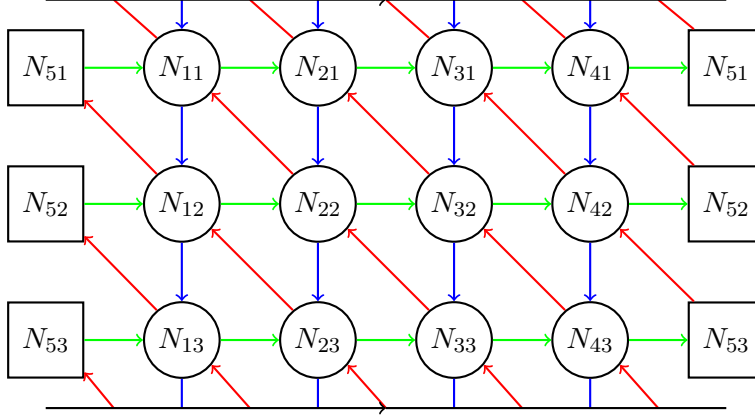 N₅₁ N₁₁ N₂₁ N₃₁ N₄₁ N₅₁
N₅₂ N₁₂ N₂₂ N₃₂ N₄₂ N₅₂
N₅₃ N₁₃ N₂₃ N₃₃ N₄₃ N₅₃